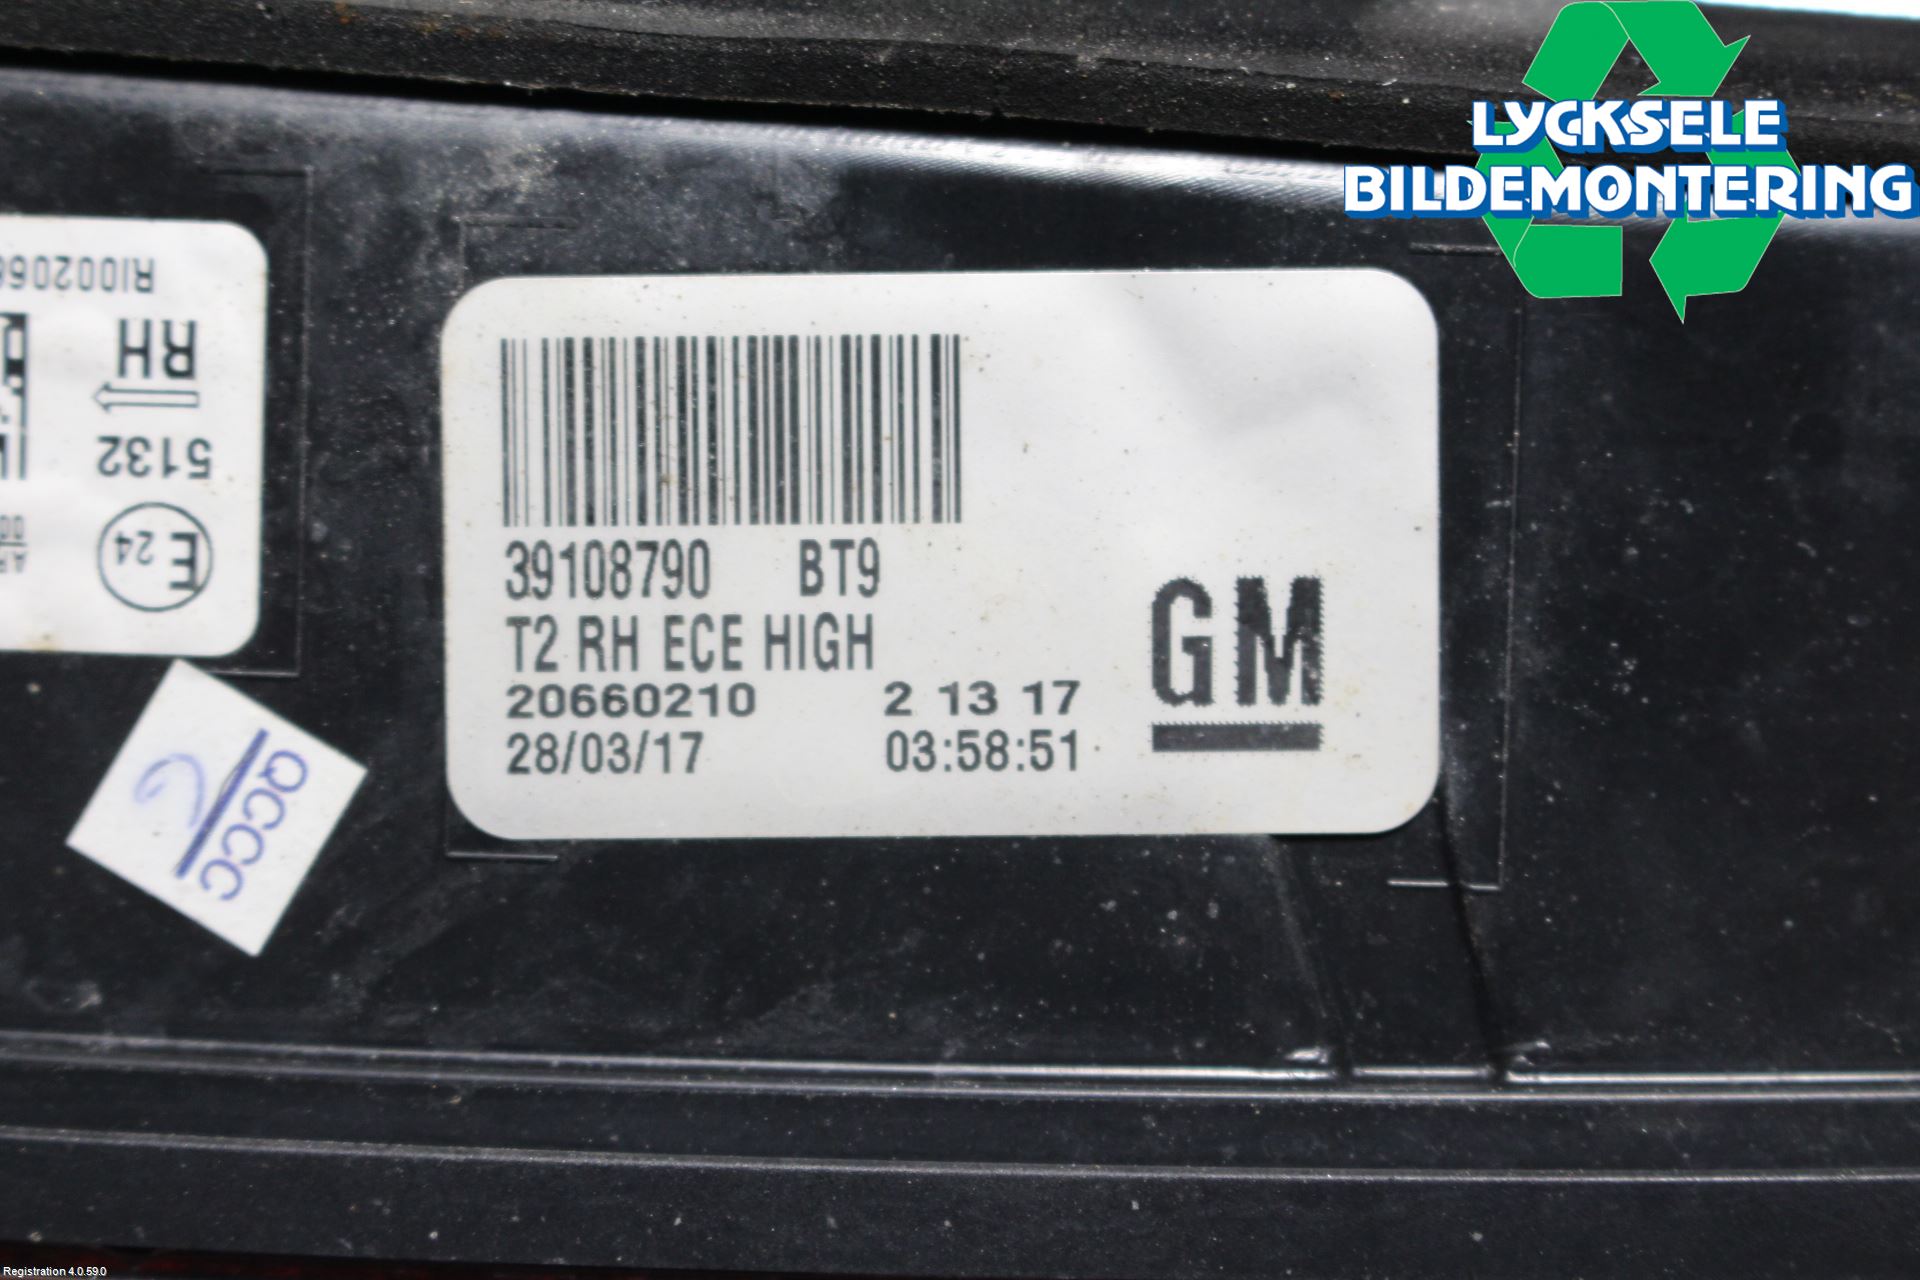 LYCKSELE
BILDEMONTERING
RI002066
RH
5132
E 24
39108790 BT9
T2 RH ECE HIGH
20660210 2 13 17
28/03/17 03:58:51
GM
QCCC
Registration 4.0.59.0